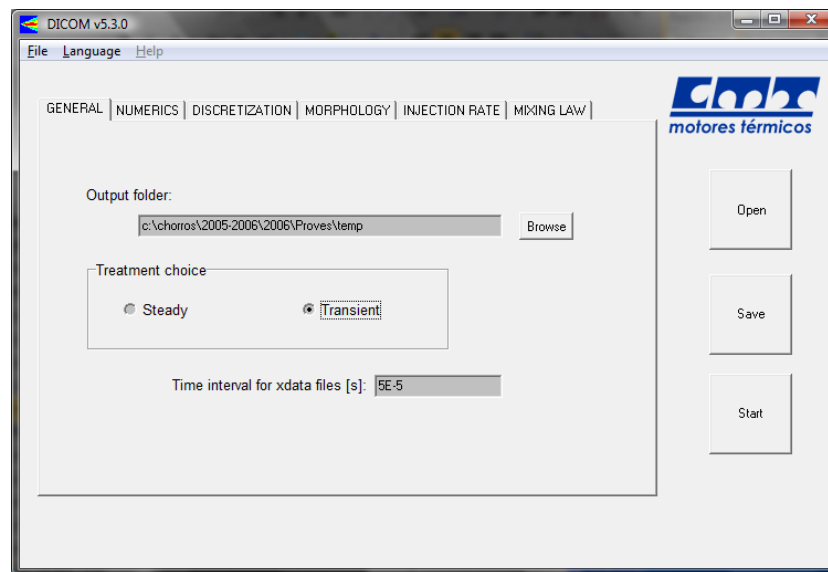 DICOM v5.3.0
File Language Help
GENERAL NUMERICS DISCRETIZATION MORPHOLOGY INJECTION RATE MIXING LAW
cmt
motores térmicos
Output folder:
c:\chorros\2005-2006\2006\Proves\temp Browse
Treatment choice
Steady Transient
Time interval for xdata files [s]: 5E-5
Open
Save
Start